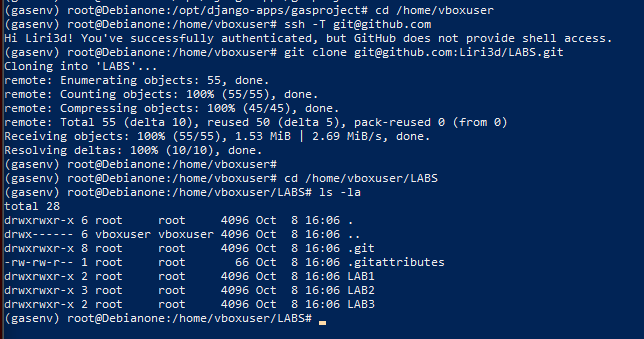 (gasenv) root@Debianone:/opt/django-apps/gasproject# cd /home/vboxuser
(gasenv) root@Debianone:/home/vboxuser# ssh -T git@github.com
Hi Liri3d! You've successfully authenticated, but GitHub does not provide shell access.
(gasenv) root@Debianone:/home/vboxuser# git clone git@github.com:Liri3d/LABS.git
Cloning into 'LABS'...
remote: Enumerating objects: 55, done.
remote: Counting objects: 100% (55/55), done.
remote: Compressing objects: 100% (45/45), done.
remote: Total 55 (delta 10), reused 50 (delta 5), pack-reused 0 (from 0)
Receiving objects: 100% (55/55), 1.53 MiB | 2.69 MiB/s, done.
Resolving deltas: 100% (10/10), done.
(gasenv) root@Debianone:/home/vboxuser#
(gasenv) root@Debianone:/home/vboxuser# cd /home/vboxuser/LABS
(gasenv) root@Debianone:/home/vboxuser/LABS# ls -la
total 28
drwxrwxr-x 6 root     root     4096 Oct  8 16:06 .
drwx------ 6 vboxuser vboxuser 4096 Oct  8 16:06 ..
drwxrwxr-x 8 root     root     4096 Oct  8 16:06 .git
-rw-rw-r-- 1 root     root       66 Oct  8 16:06 .gitattributes
drwxrwxr-x 2 root     root     4096 Oct  8 16:06 LAB1
drwxrwxr-x 3 root     root     4096 Oct  8 16:06 LAB2
drwxrwxr-x 2 root     root     4096 Oct  8 16:06 LAB3
(gasenv) root@Debianone:/home/vboxuser/LABS#